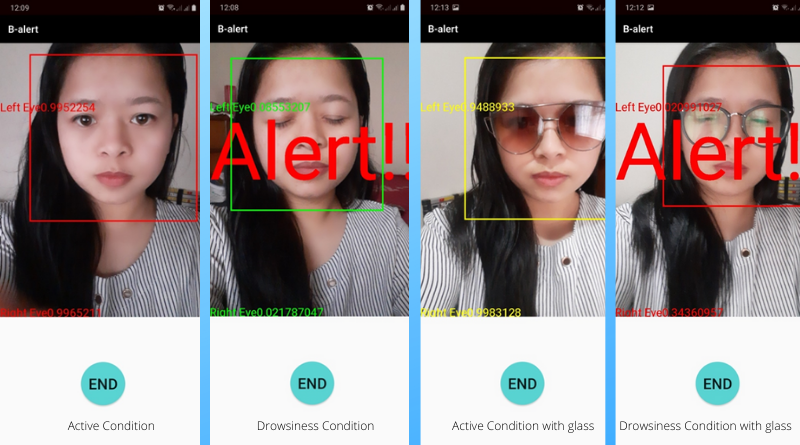 12:09
B-alert
Left Eye0.9952254
Right Eye0.996521
END
Active Condition
12:08
B-alert
Left Eye0.
Alert!!
Right Eye0.021787047
END
Drowsiness Condition
12:13
B-alert
Left Eye0.9488933
Right Eye0.9983128
END
Active Condition with glass
12:12
B-alert
Left Eye0.020991027
Alert!
Right Eye0.3436095
END
Drowsiness Condition with glass